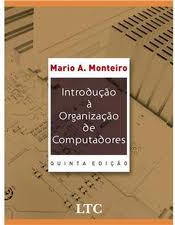 Mario A. Monteiro
Introdução
à
Organização
de
Computadores
QUINTA EDIÇÃO
LTC